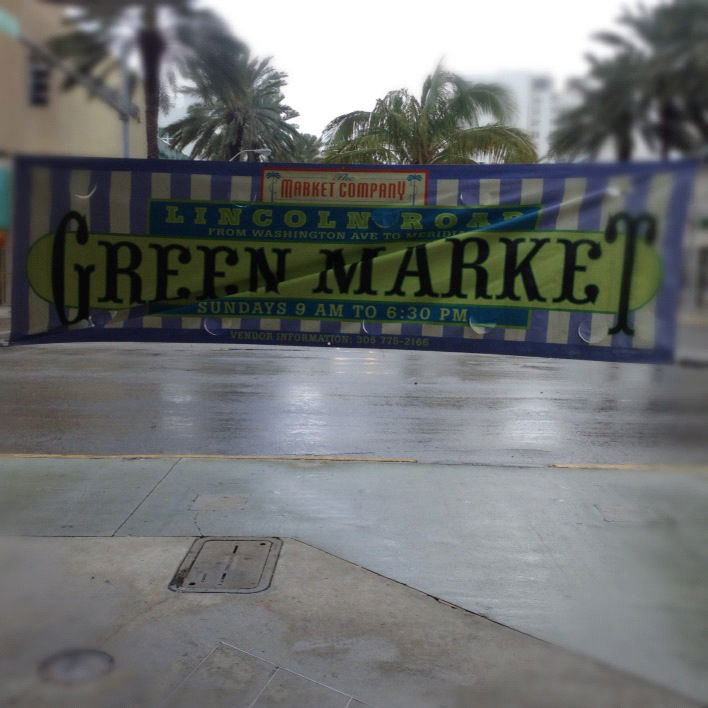 The
MARKET COMPANY
LINCOLN ROAD
FROM WASHINGTON AVE TO
GREEN MARKET
SUNDAYS 9 AM TO 6:30 PM
VENDOR INFORMATION: 305 775-2166